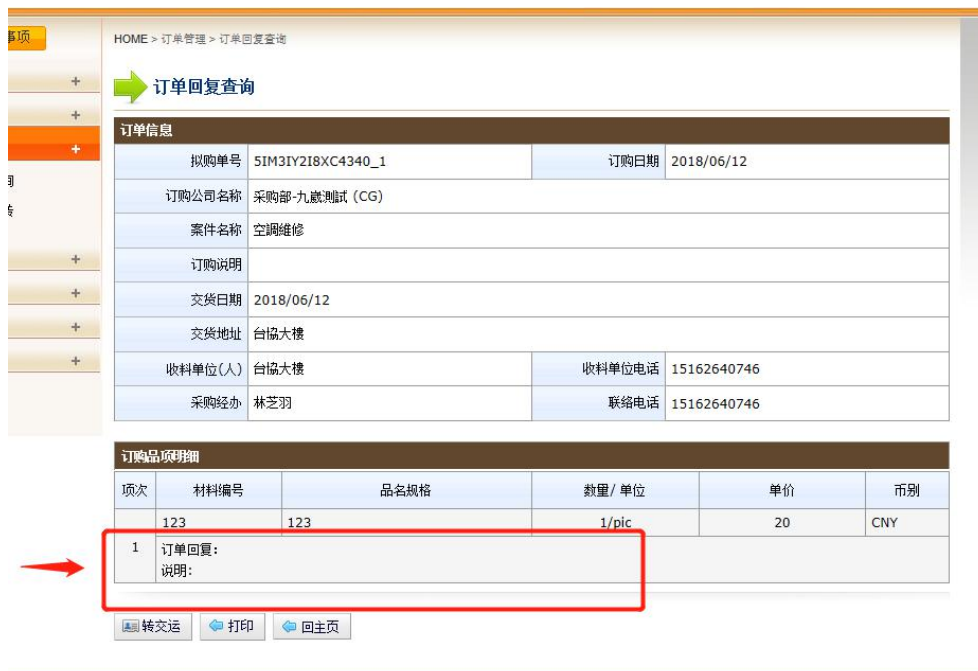 事项
HOME > 订单管理 > 订单回复查询
订单回复查询
订单信息
拟购单号 5IM3IY2I8XC4340_1 订购日期 2018/06/12
订购公司名称 采购部-九崴測試 (CG)
案件名称 空調維修
订购说明
交货日期 2018/06/12
交货地址 台協大樓
收料单位(人) 台協大樓 收料单位电话 15162640746
采购经办 林芝羽 联络电话 15162640746
订购品项明细
项次 材料编号 品名规格 数量/ 单位 单价 币别
123 123 1/pic 20 CNY
1 订单回复:
说明:
转交运 打印 回主页